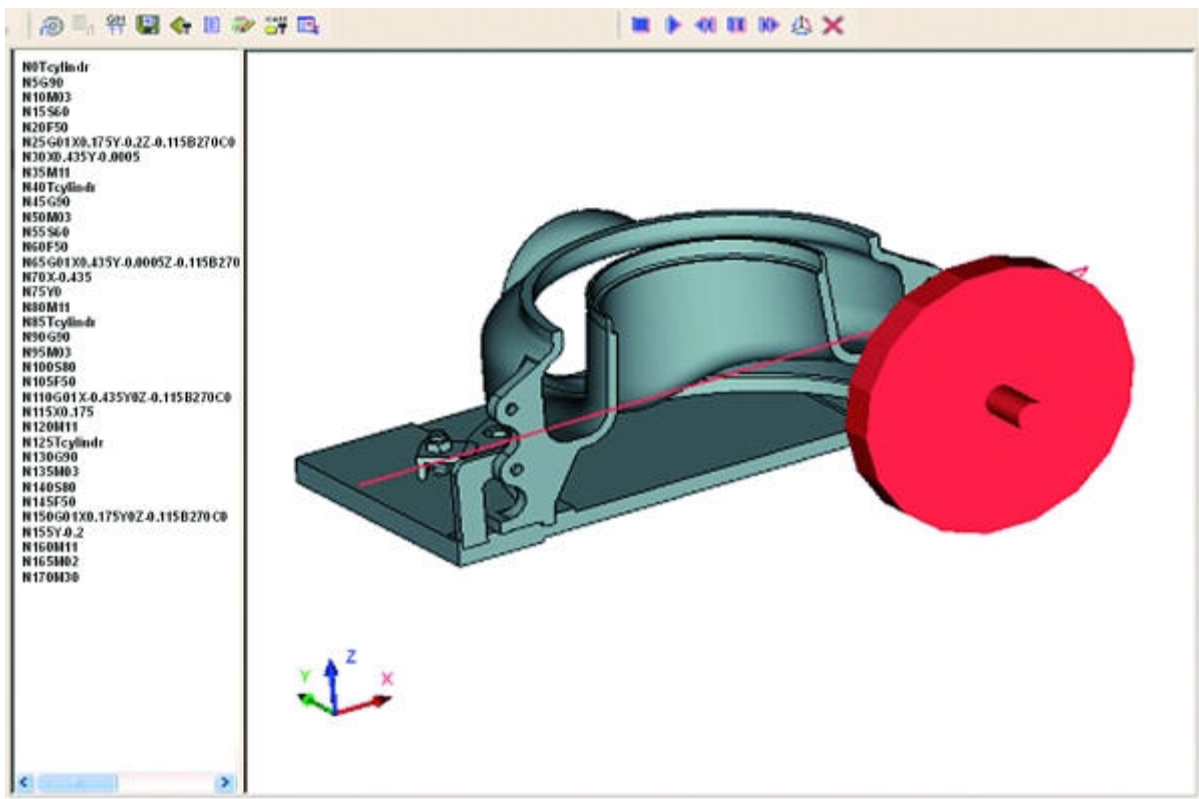 N0Tcylindr
N5G90
N10M03
N15S60
N20F50
N25G01X0.175Y-0.2Z-0.115B270C0
N30X0.435Y-0.0005
N35M11
N40Tcylindr
N45G90
N50M03
N55S60
N60F50
N65G01X0.435Y-0.0005Z-0.115B270
N70X-0.435
N75Y0
N80M11
N85Tcylindr
N90G90
N95M03
N100S80
N105F50
N110G01X-0.435Y0Z-0.115B270C0
N115X0.175
N120M11
N125Tcylindr
N130G90
N135M03
N140S80
N145F50
N150G01X0.175Y0Z-0.115B270C0
N155Y-0.2
N160M11
N165M02
N170M30
Z
Y
X